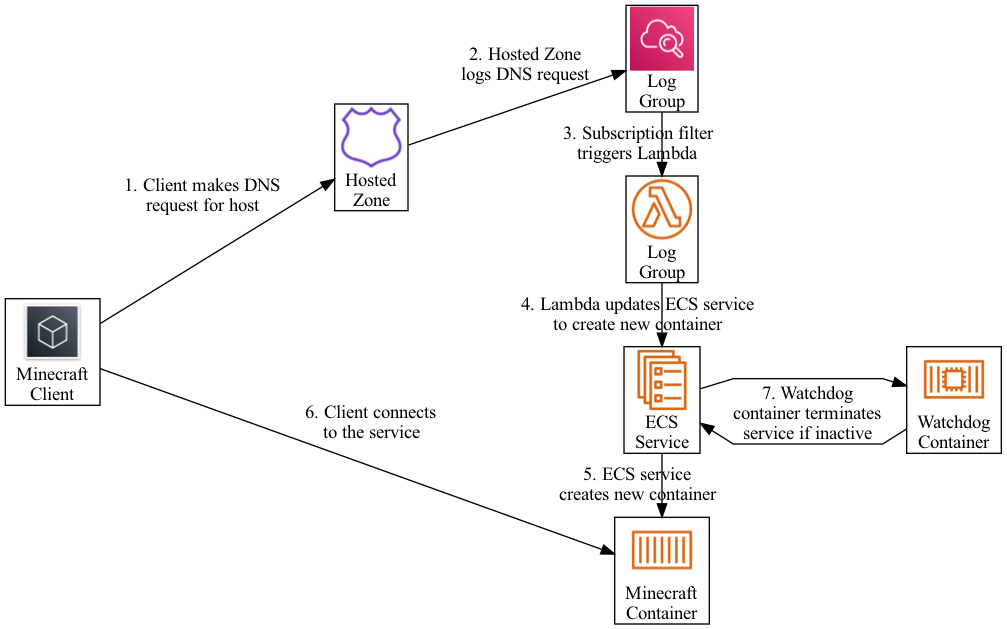 2. Hosted Zone
logs DNS request
Log
Group
3. Subscription filter
triggers Lambda
1. Client makes DNS
request for host
Hosted
Zone
Log
Group
4. Lambda updates ECS service
to create new container
Minecraft
Client
6. Client connects
to the service
ECS
Service
7. Watchdog
container terminates
service if inactive
Watchdog
Container
5. ECS service
creates new container
Minecraft
Container